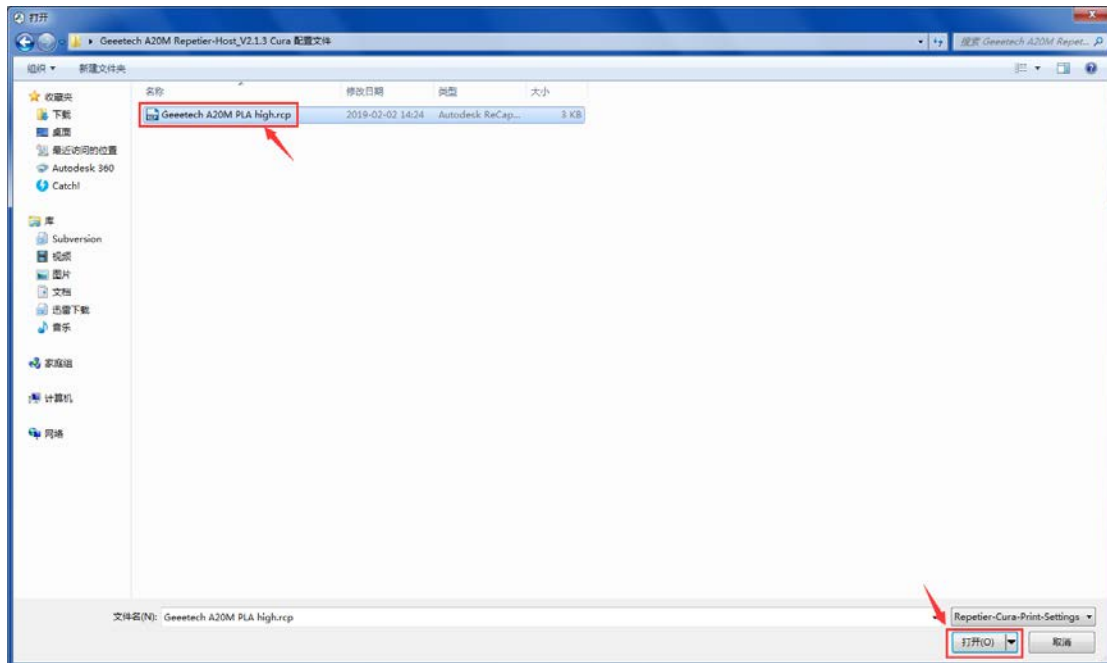 打开
Geeetech A20M Repetier-Host_V2.1.3 Cura 配置文件
搜索 Geeetech A20M Repet...
组织
新建文件夹
名称 修改日期 类型 大小
Geeetech A20M PLA high.rcp 2019-02-02 14:24 Autodesk ReCap... 3 KB
收藏夹
下载
桌面
最近访问的位置
Autodesk 360
Catch!
库
Subversion
视频
图片
文档
迅雷下载
音乐
家庭组
计算机
网络
文件名(N): Geeetech A20M PLA high.rcp
Repetier-Cura-Print-Settings
打开(O) 取消